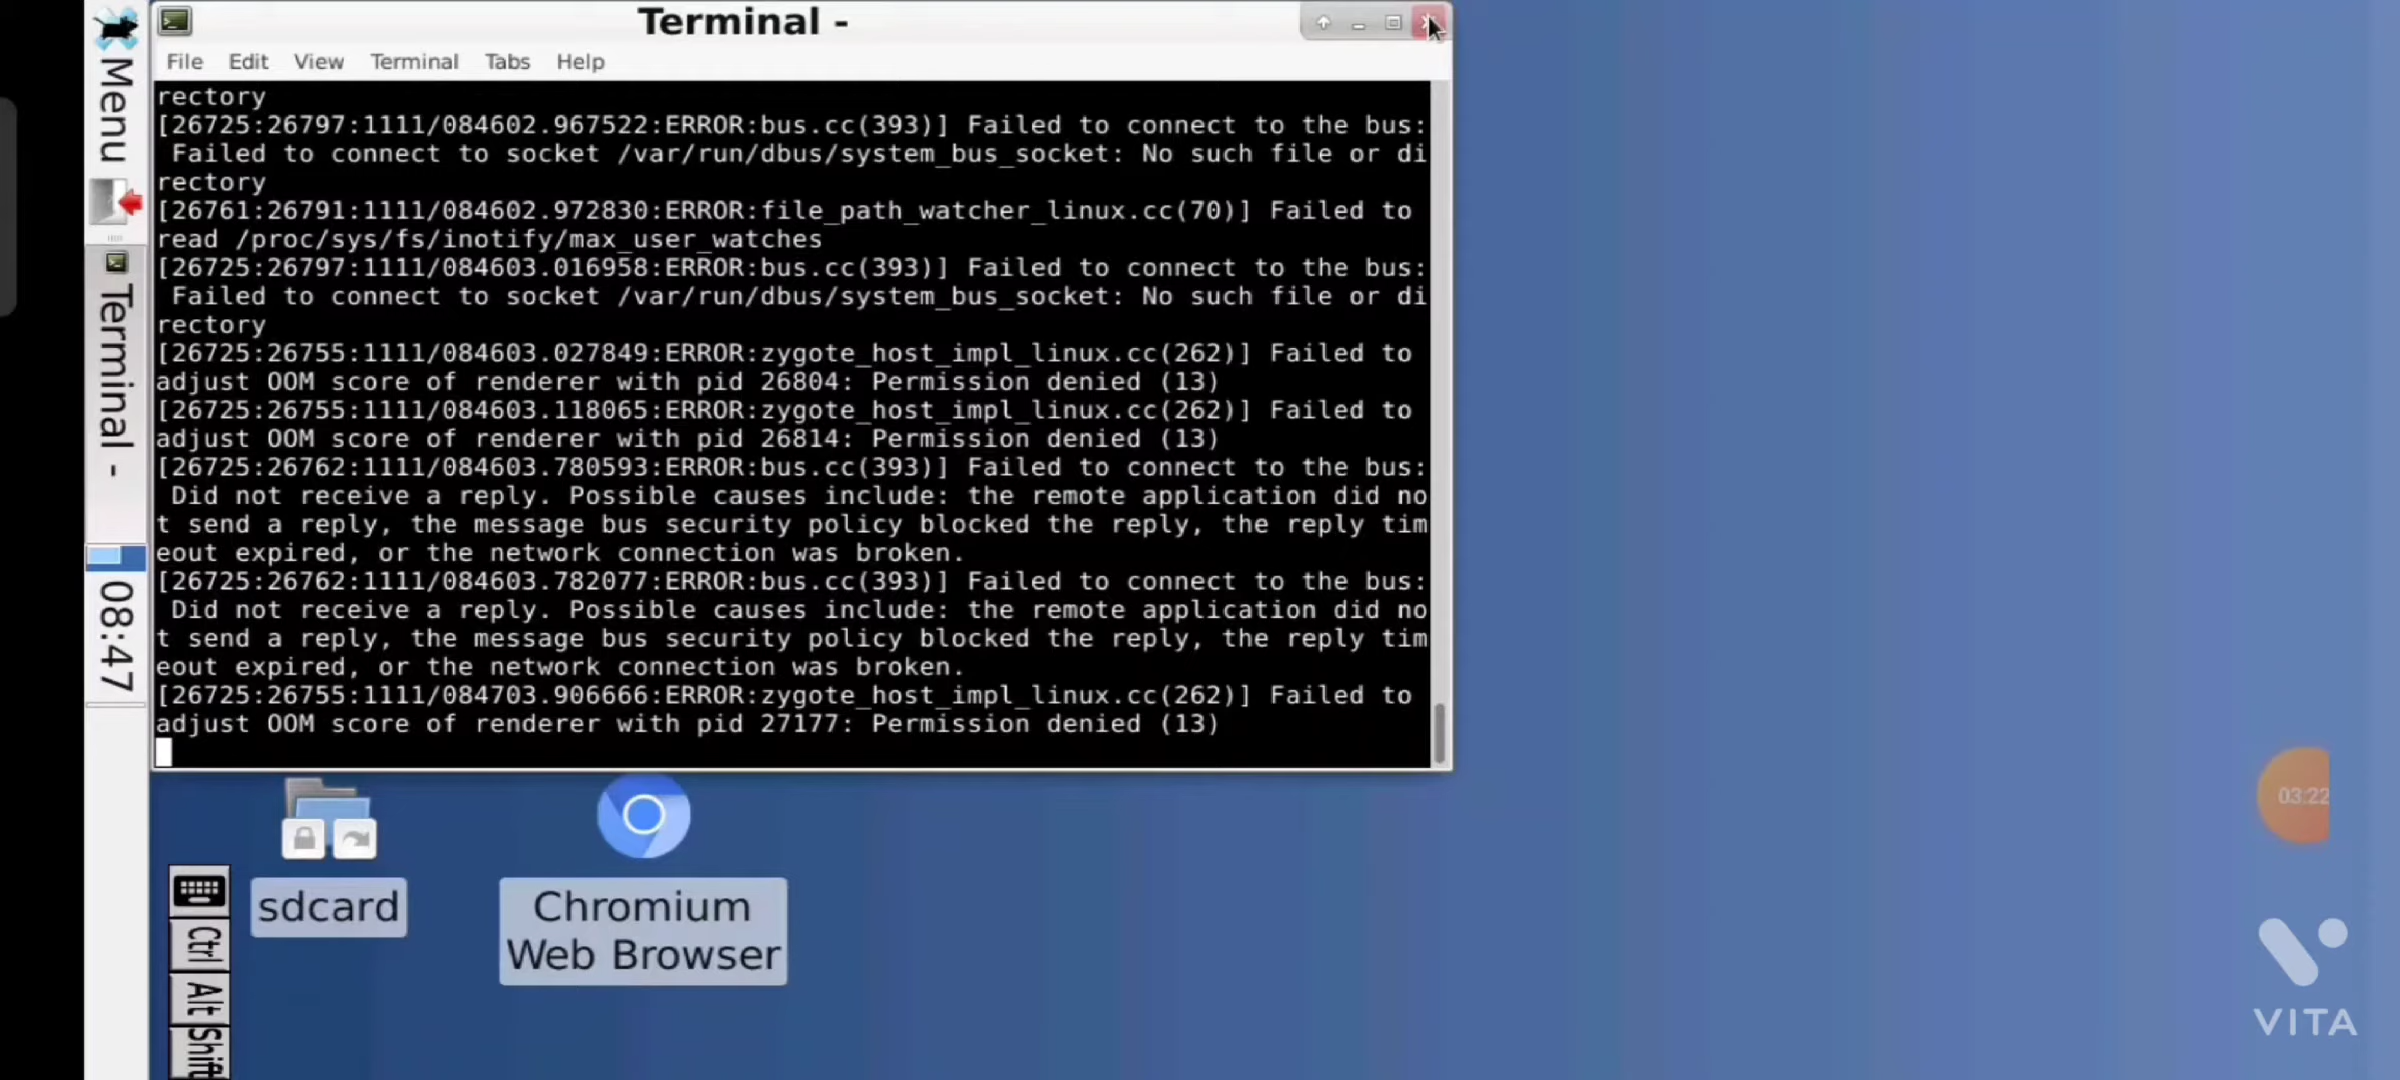 Terminal -
File Edit View Terminal Tabs Help
rectory
[26725:26797:1111/084602.967522:ERROR:bus.cc(393)] Failed to connect to the bus:
 Failed to connect to socket /var/run/dbus/system_bus_socket: No such file or di
rectory
[26761:26791:1111/084602.972830:ERROR:file_path_watcher_linux.cc(70)] Failed to
read /proc/sys/fs/inotify/max_user_watches
[26725:26797:1111/084603.016958:ERROR:bus.cc(393)] Failed to connect to the bus:
 Failed to connect to socket /var/run/dbus/system_bus_socket: No such file or di
rectory
[26725:26755:1111/084603.027849:ERROR:zygote_host_impl_linux.cc(262)] Failed to
adjust OOM score of renderer with pid 26804: Permission denied (13)
[26725:26755:1111/084603.118065:ERROR:zygote_host_impl_linux.cc(262)] Failed to
adjust OOM score of renderer with pid 26814: Permission denied (13)
[26725:26762:1111/084603.780593:ERROR:bus.cc(393)] Failed to connect to the bus:
 Did not receive a reply. Possible causes include: the remote application did no
t send a reply, the message bus security policy blocked the reply, the reply tim
eout expired, or the network connection was broken.
[26725:26762:1111/084603.782077:ERROR:bus.cc(393)] Failed to connect to the bus:
 Did not receive a reply. Possible causes include: the remote application did no
t send a reply, the message bus security policy blocked the reply, the reply tim
eout expired, or the network connection was broken.
[26725:26755:1111/084703.906666:ERROR:zygote_host_impl_linux.cc(262)] Failed to
adjust OOM score of renderer with pid 27177: Permission denied (13)
Menu
Terminal -
08:47
sdcard
Chromium
Web Browser
Ctrl
Alt
Shift
03:22
VITA